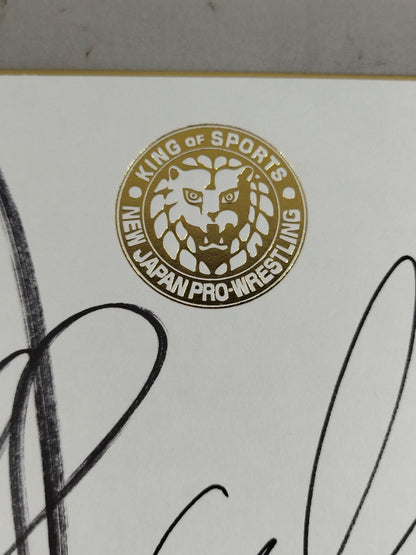 KING OF SPORTS
NEW JAPAN PRO-WRESTLING